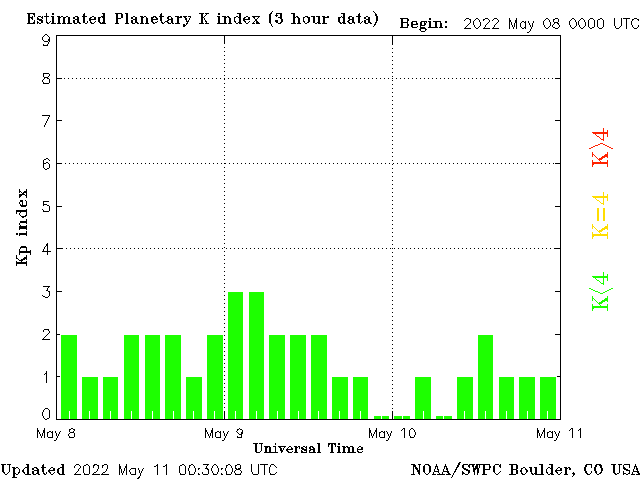 Estimated Planetary K index (3 hour data)
Begin: 2022 May 08 0000 UTC
9
8
7
6
5
4
3
2
1
0
Kp index
K>4
K=4
K<4
May 8
May 9
May 10
May 11
Universal Time
Updated 2022 May 11 00:30:08 UTC
NOAA/SWPC Boulder, CO USA